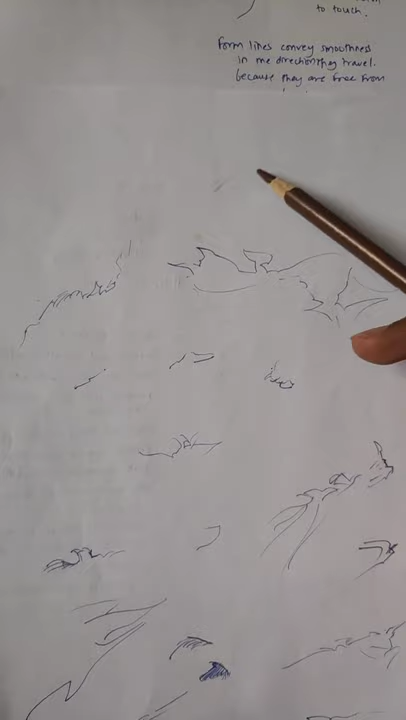 to touch.
Form lines convey smoothness
in the direction they travel.
because they are free from